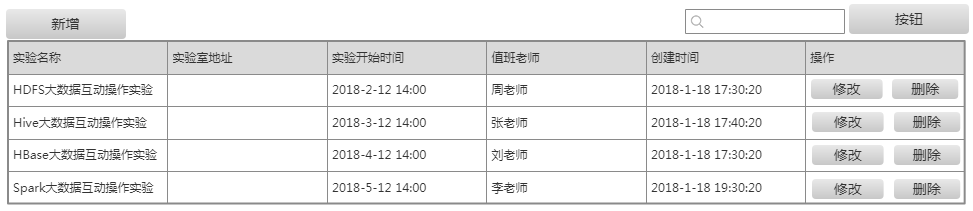 新增 按钮
实验名称 实验室地址 实验开始时间 值班老师 创建时间 操作
HDFS大数据互动操作实验 2018-2-12 14:00 周老师 2018-1-18 17:30:20 修改 删除
Hive大数据互动操作实验 2018-3-12 14:00 张老师 2018-1-18 17:40:20 修改 删除
HBase大数据互动操作实验 2018-4-12 14:00 刘老师 2018-1-18 17:30:20 修改 删除
Spark大数据互动操作实验 2018-5-12 14:00 李老师 2018-1-18 19:30:20 修改 删除